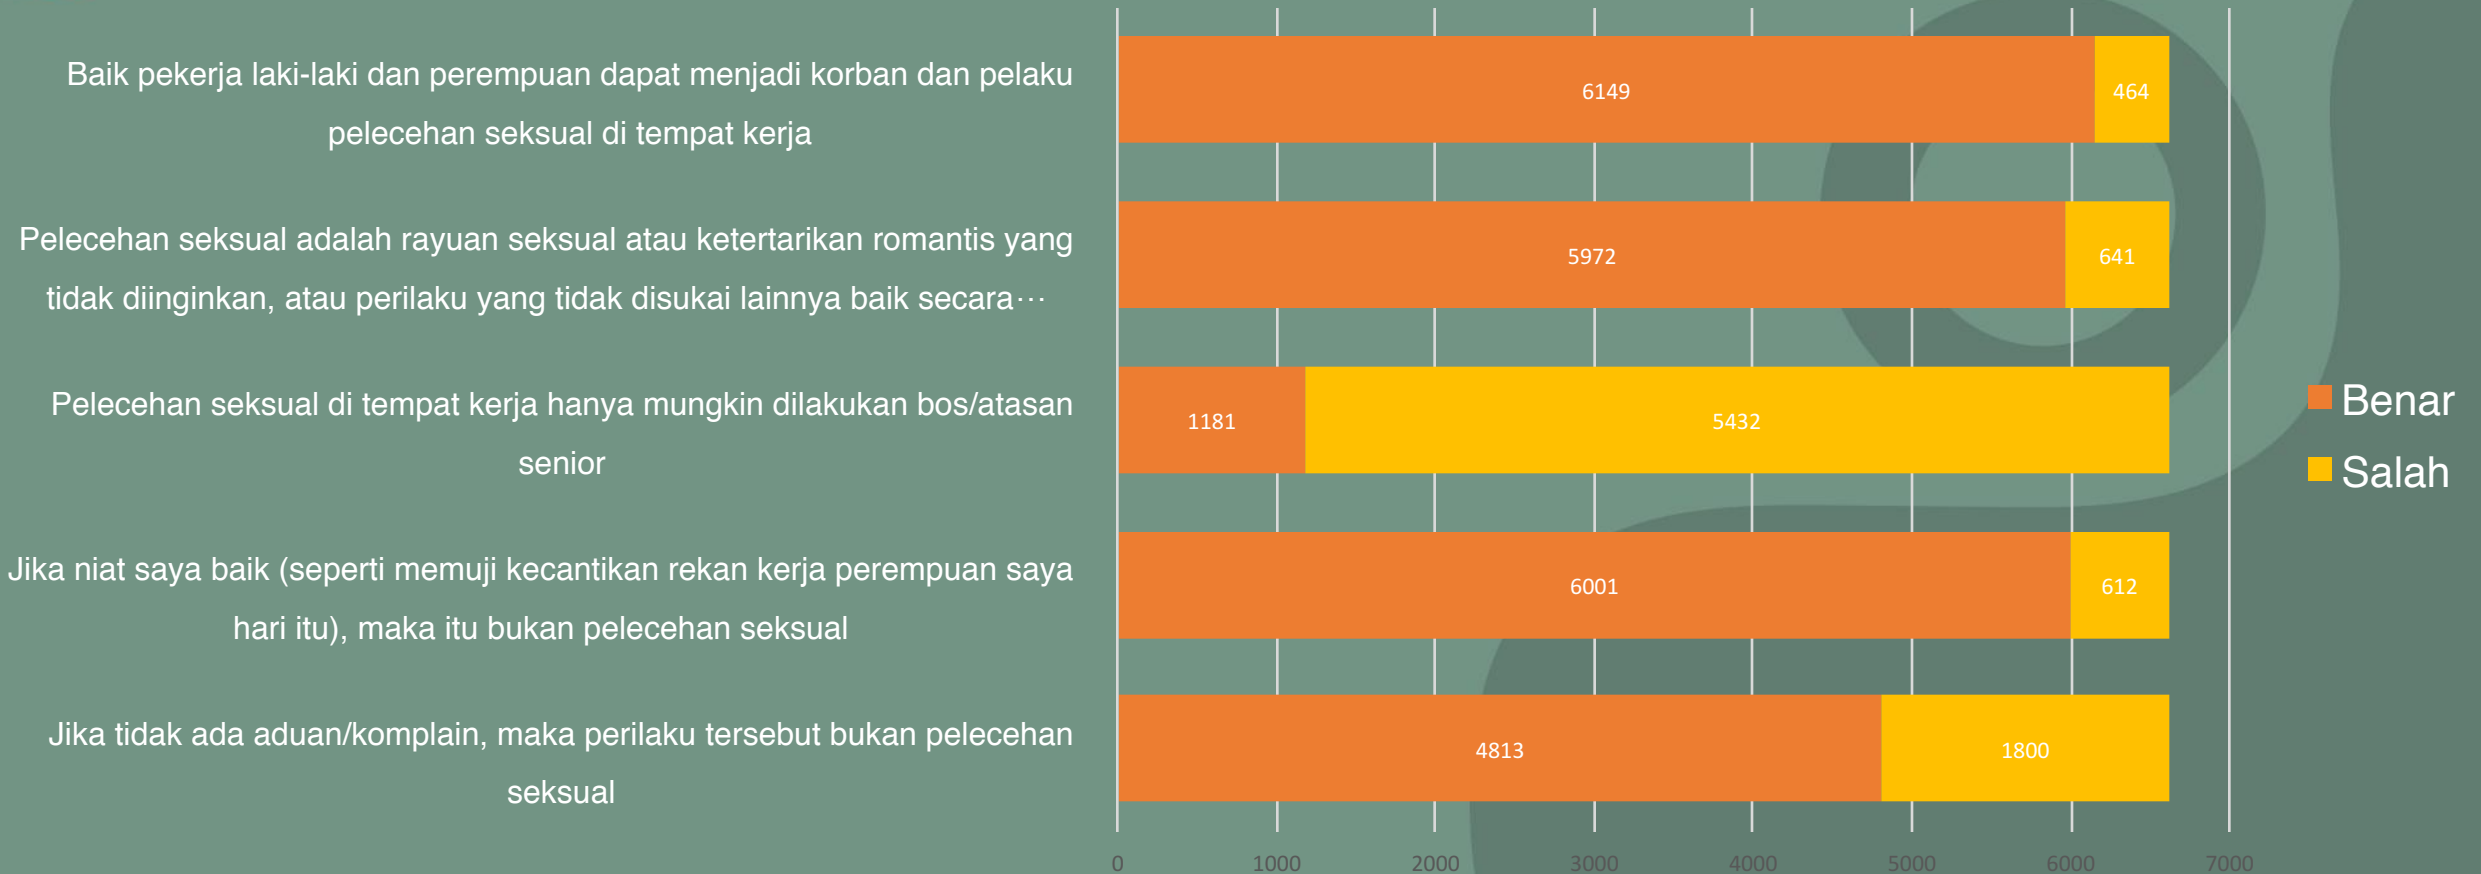 Baik pekerja laki-laki dan perempuan dapat menjadi korban dan pelaku
pelecehan seksual di tempat kerja
6149
464
Pelecehan seksual adalah rayuan seksual atau ketertarikan romantis yang
tidak diinginkan, atau perilaku yang tidak disukai lainnya baik secara…
5972
641
Pelecehan seksual di tempat kerja hanya mungkin dilakukan bos/atasan
senior
1181
5432
Jika niat saya baik (seperti memuji kecantikan rekan kerja perempuan saya
hari itu), maka itu bukan pelecehan seksual
6001
612
Jika tidak ada aduan/komplain, maka perilaku tersebut bukan pelecehan
seksual
4813
1800
0 1000 2000 3000 4000 5000 6000 7000
Benar
Salah